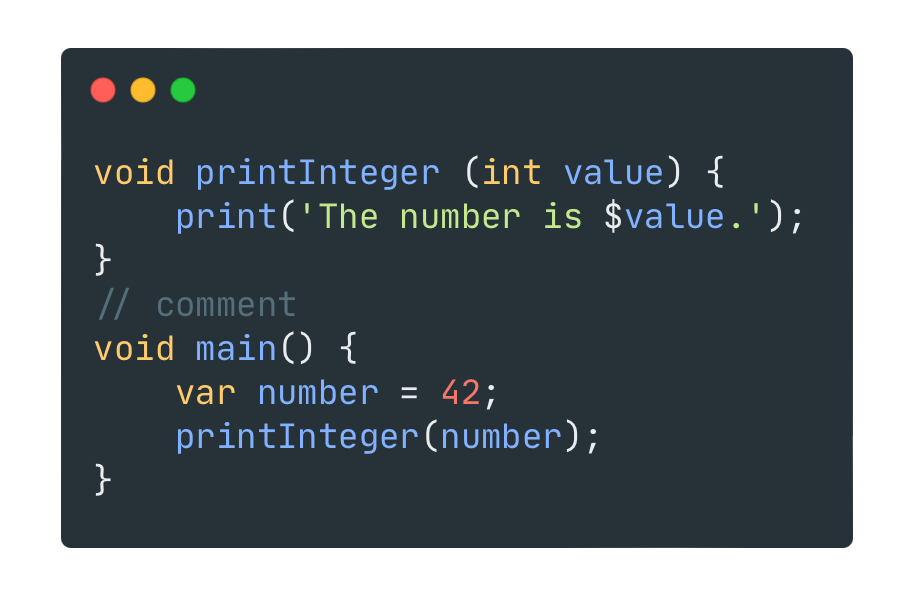 void printInteger (int value) {
    print('The number is $value.');
}
// comment
void main() {
    var number = 42;
    printInteger(number);
}